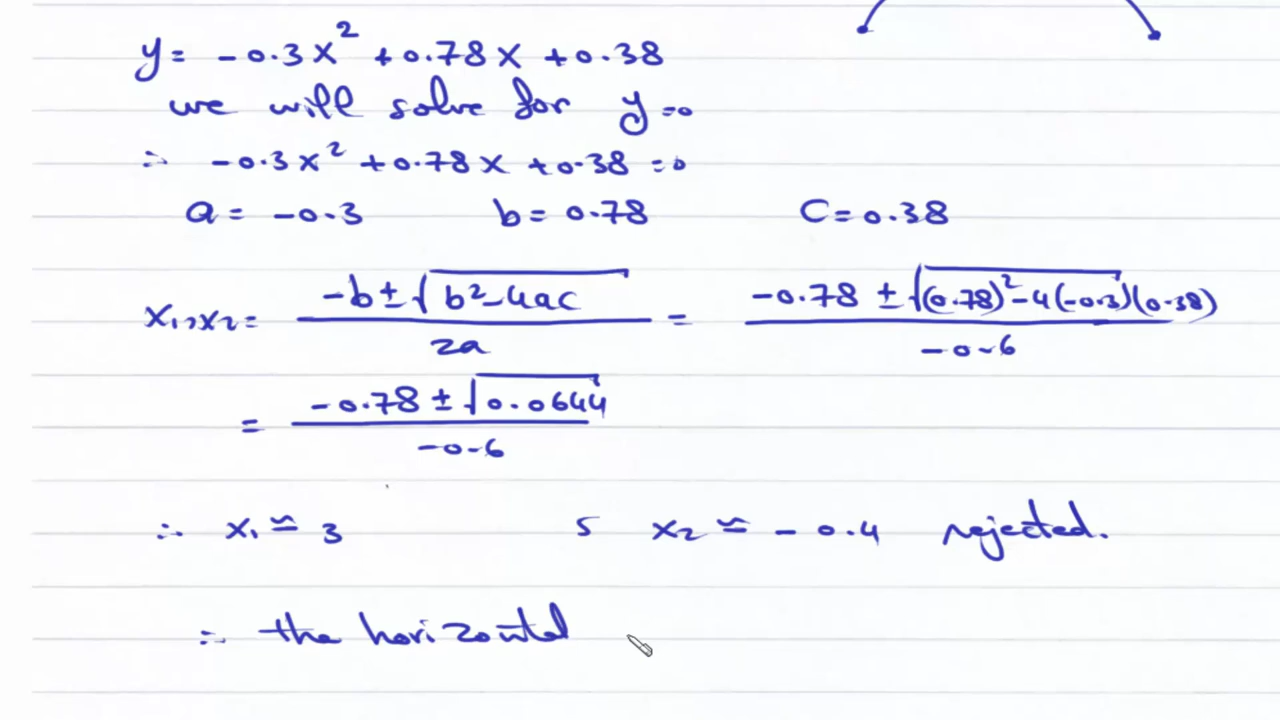 y = -0.3x² + 0.78x + 0.38
we will solve for y=0
∴ -0.3x² + 0.78x + 0.38 = 0
a = -0.3 b = 0.78 C = 0.38
x₁, x₂ = (-b ± √(b² - 4ac)) / 2a = (-0.78 ± √((0.78)² - 4(-0.3)(0.38))) / -0.6
= (-0.78 ± √0.0644) / -0.6
∴ x₁ ≃ 3 , x₂ ≃ -0.4 rejected.
∴ the horizontal